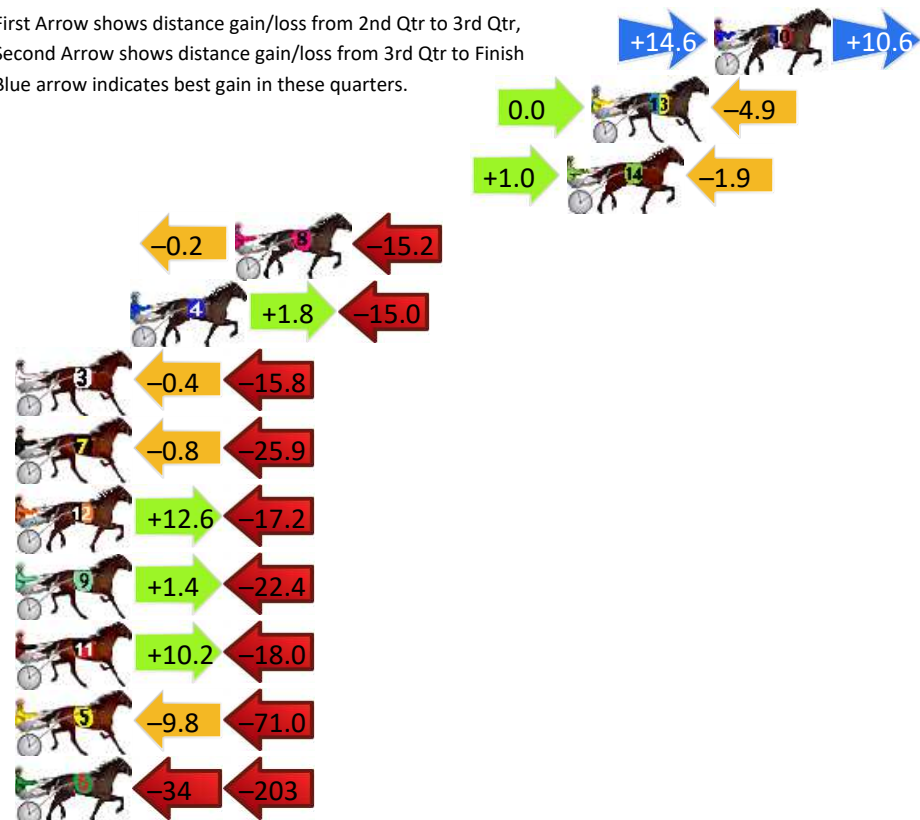 First Arrow shows distance gain/loss from 2nd Qtr to 3rd Qtr,
Second Arrow shows distance gain/loss from 3rd Qtr to Finish
Blue arrow indicates best gain in these quarters.
+14.6 10 +10.6
0.0 13 –4.9
+1.0 14 –1.9
–0.2 8 –15.2
4 +1.8 –15.0
3 –0.4 –15.8
7 –0.8 –25.9
12 +12.6 –17.2
9 +1.4 –22.4
11 +10.2 –18.0
5 –9.8 –71.0
–34 –203